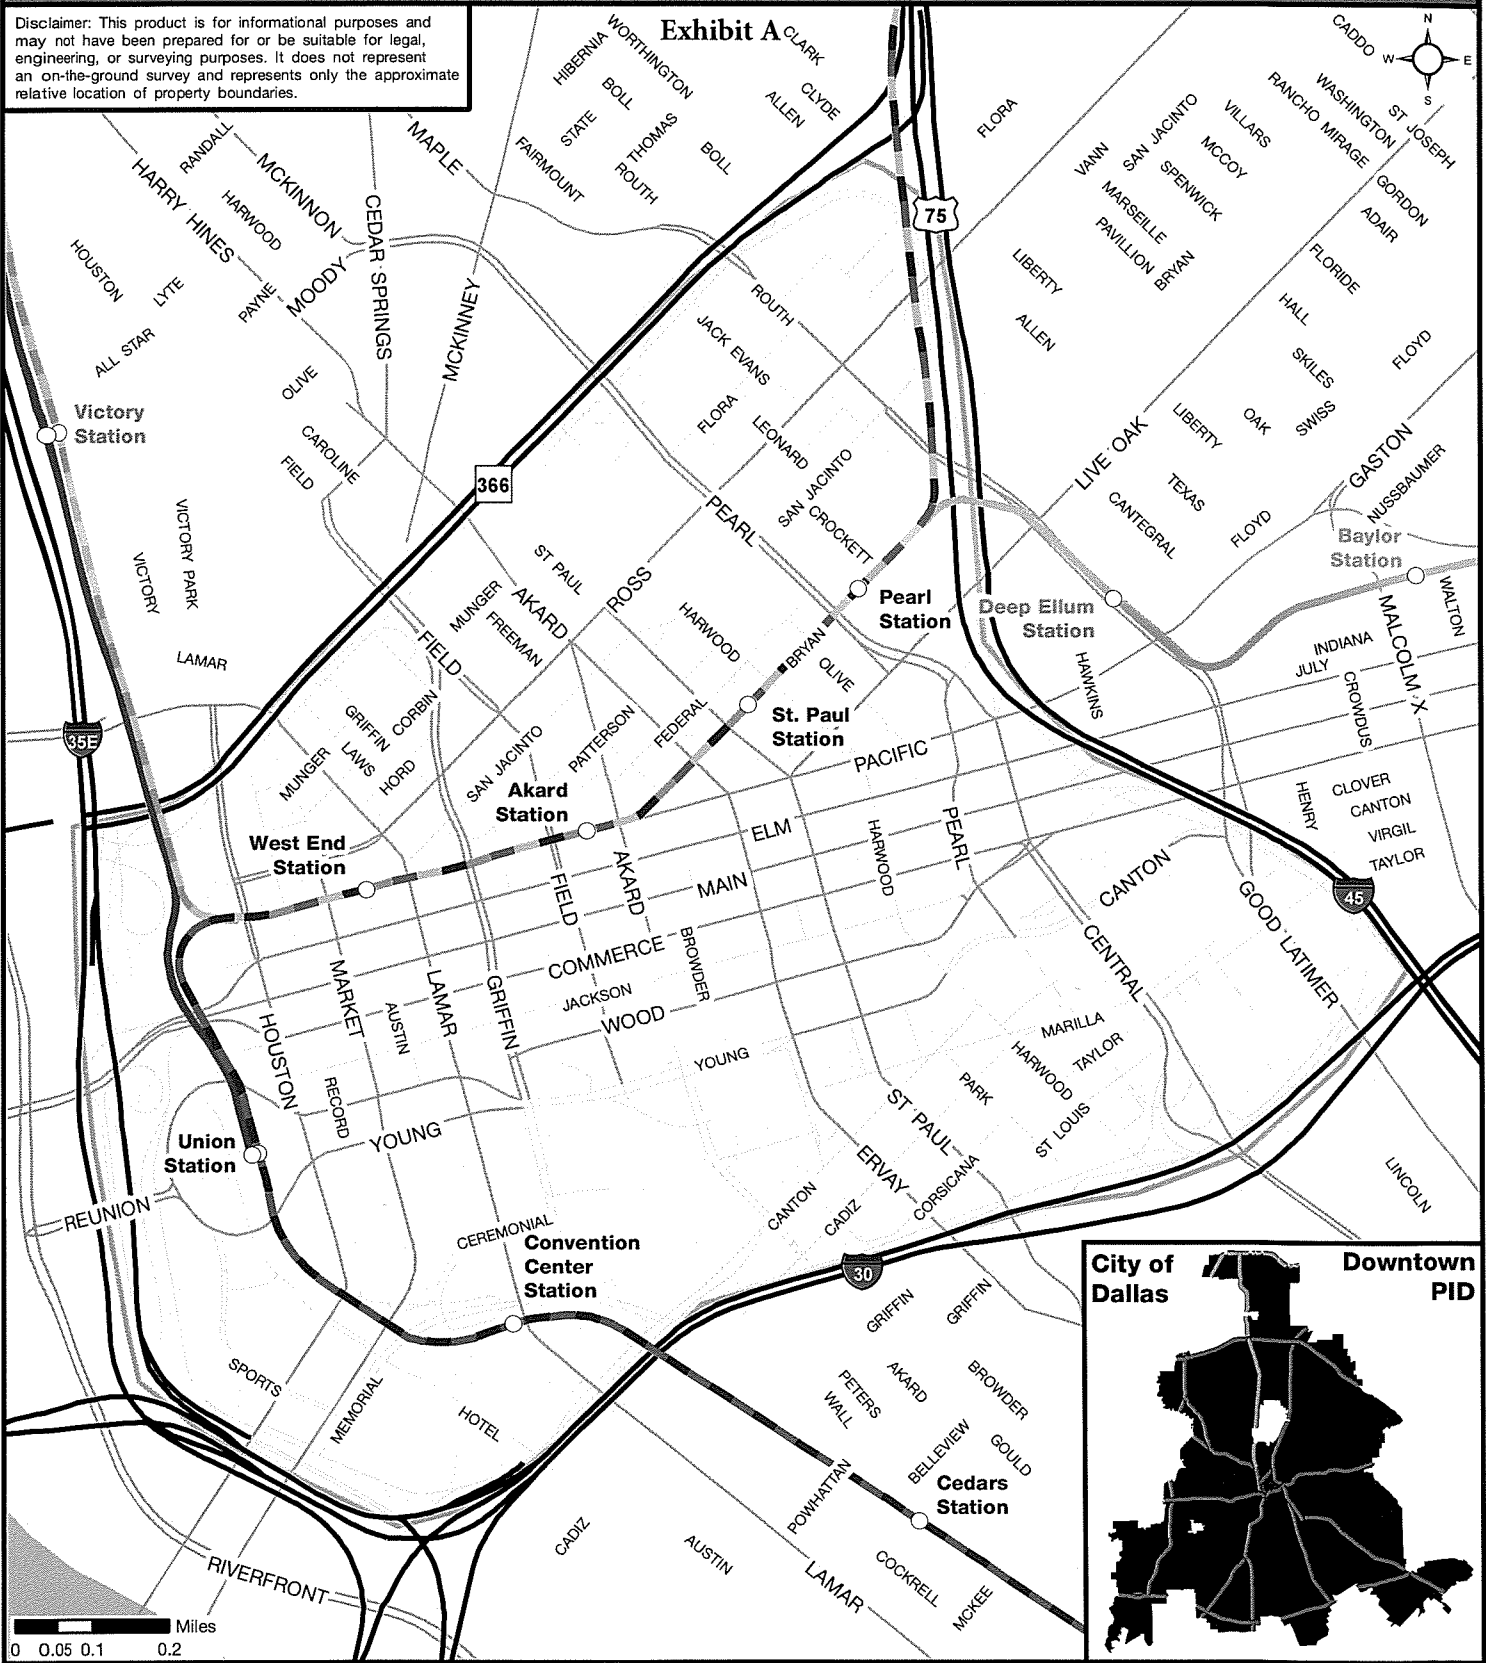 Disclaimer: This product is for informational purposes and
may not have been prepared for or be suitable for legal,
engineering, or surveying purposes. It does not represent
an on-the-ground survey and represents only the approximate
relative location of property boundaries.
Exhibit A
N
W
E
S
HIBERNIA
WORTHINGTON
CLARK
BOLL
CLYDE
ALLEN
STATE
THOMAS
BOLL
FAIRMOUNT
ROUTH
FLORA
CADDO
WASHINGTON
RANCHO MIRAGE
ST JOSEPH
VILLARS
SAN JACINTO
MCCOY
VANN
SPENWICK
MARSEILLE
PAVILLION
BRYAN
GORDON
ADAIR
FLORIDE
LIBERTY
HALL
ALLEN
SKILES
FLOYD
LIBERTY
OAK
SWISS
LIVE OAK
GASTON
NUSSBAUMER
TEXAS
CANTEGRAL
FLOYD
RANDALL
MCKINNON
MAPLE
HARRY HINES
HARWOOD
CEDAR SPRINGS
HOUSTON
LYTE
PAYNE
MOODY
MCKINNEY
ALL STAR
OLIVE
75
ROUTH
JACK EVANS
FLORA
LEONARD
SAN JACINTO
CROCKETT
PEARL
Victory
Station
CAROLINE
FIELD
366
VICTORY PARK
VICTORY
LAMAR
ST PAUL
ROSS
MUNGER
AKARD
FREEMAN
FIELD
HARWOOD
BRYAN
OLIVE
Pearl
Station
Deep Ellum
Station
Baylor
Station
WALTON
MALCOLM X
INDIANA
JULY
CROWDUS
HAWKINS
35E
GRIFFIN
CORBIN
LAWS
MUNGER
HORD
SAN JACINTO
PATTERSON
FEDERAL
St. Paul
Station
PACIFIC
Akard
Station
West End
Station
ELM
PEARL
HARWOOD
HENRY
CLOVER
CANTON
VIRGIL
TAYLOR
45
AKARD
FIELD
MAIN
CANTON
GOOD LATIMER
CENTRAL
COMMERCE
BROWDER
JACKSON
WOOD
MARKET
LAMAR
GRIFFIN
AUSTIN
HOUSTON
YOUNG
MARILLA
HARWOOD
TAYLOR
PARK
RECORD
ST PAUL
ST LOUIS
YOUNG
Union
Station
ERVAY
CORSICANA
LINCOLN
REUNION
CANTON
CADIZ
CEREMONIAL
Convention
Center
Station
30
GRIFFIN
GRIFFIN
SPORTS
MEMORIAL
HOTEL
AKARD
BROWDER
PETERS
WALL
BELLEVIEW
GOULD
POWHATTAN
Cedars
Station
CADIZ
AUSTIN
LAMAR
COCKRELL
MCKEE
RIVERFRONT
Miles
0 0.05 0.1 0.2
City of
Dallas
Downtown
PID